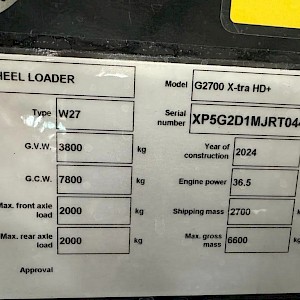 HEEL LOADER
Model G2700 X-tra HD+
Type W27
Serial number XP5G2D1MJRT04
G.V.W. 3800 kg
Year of construction 2024
G.C.W. 7800 kg
Engine power 36.5
Max. front axle load 2000 kg
Shipping mass 2700
Max. rear axle load 2000 kg
Max. gross mass 6600
Approval